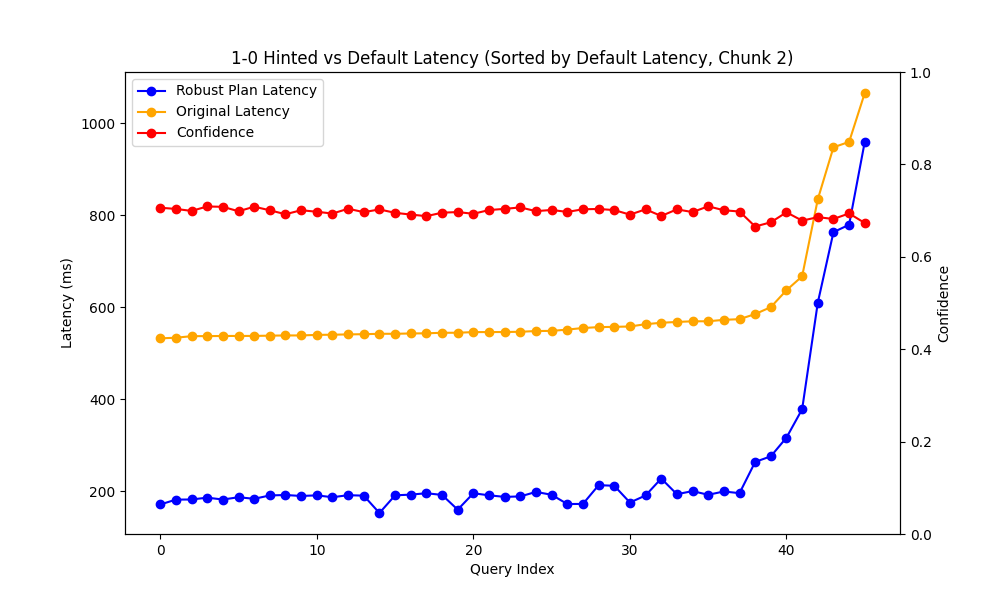 1-0 Hinted vs Default Latency (Sorted by Default Latency, Chunk 2)
Robust Plan Latency
Original Latency
Confidence
1000
800
600
400
200
Latency (ms)
1.0
0.8
0.6
0.4
0.2
0.0
Confidence
0
10
20
30
40
Query Index